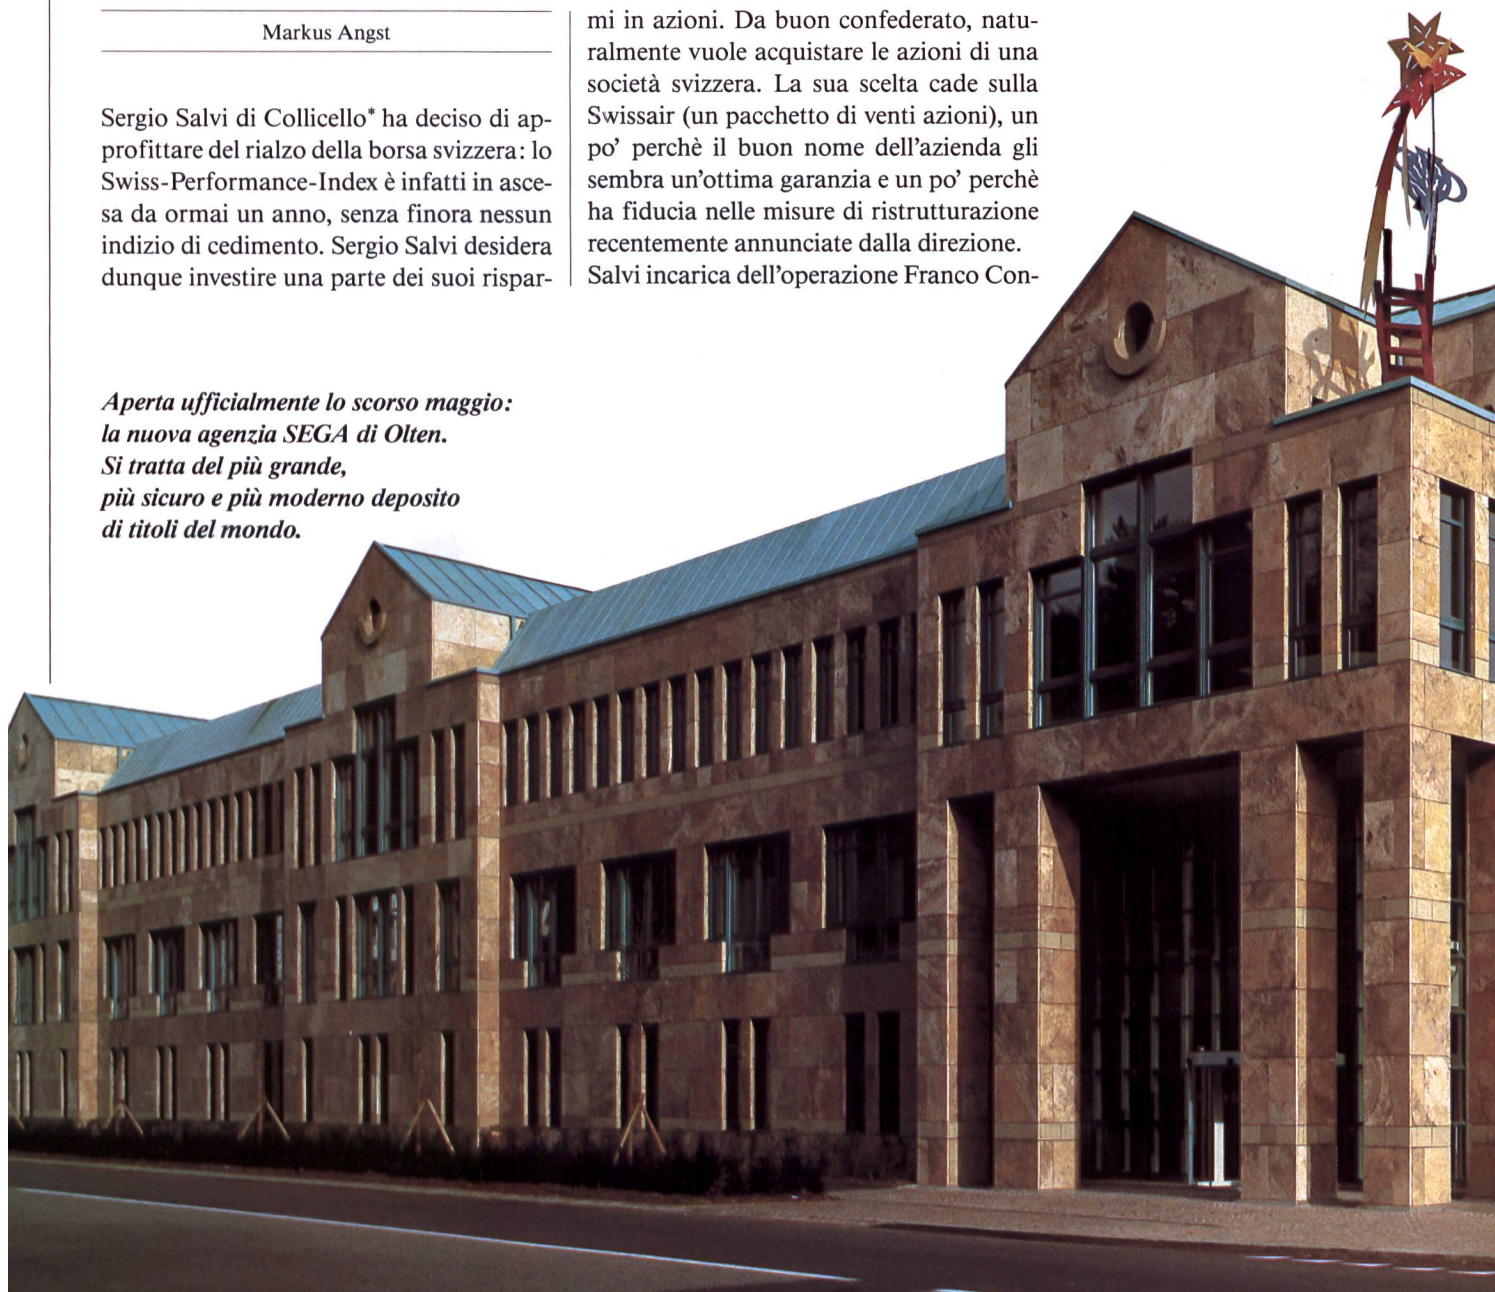 Markus Angst
Sergio Salvi di Collicello* ha deciso di ap-
profittare del rialzo della borsa svizzera: lo
Swiss-Performance-Index è infatti in asce-
sa da ormai un anno, senza finora nessun
indizio di cedimento. Sergio Salvi desidera
dunque investire una parte dei suoi rispar-
mi in azioni. Da buon confederato, natu-
ralmente vuole acquistare le azioni di una
società svizzera. La sua scelta cade sulla
Swissair (un pacchetto di venti azioni), un
po’ perchè il buon nome dell’azienda gli
sembra un’ottima garanzia e un po’ perchè
ha fiducia nelle misure di ristrutturazione
recentemente annunciate dalla direzione.
Salvi incarica dell’operazione Franco Con-
Aperta ufficialmente lo scorso maggio:
la nuova agenzia SEGA di Olten.
Si tratta del più grande,
più sicuro e più moderno deposito
di titoli del mondo.